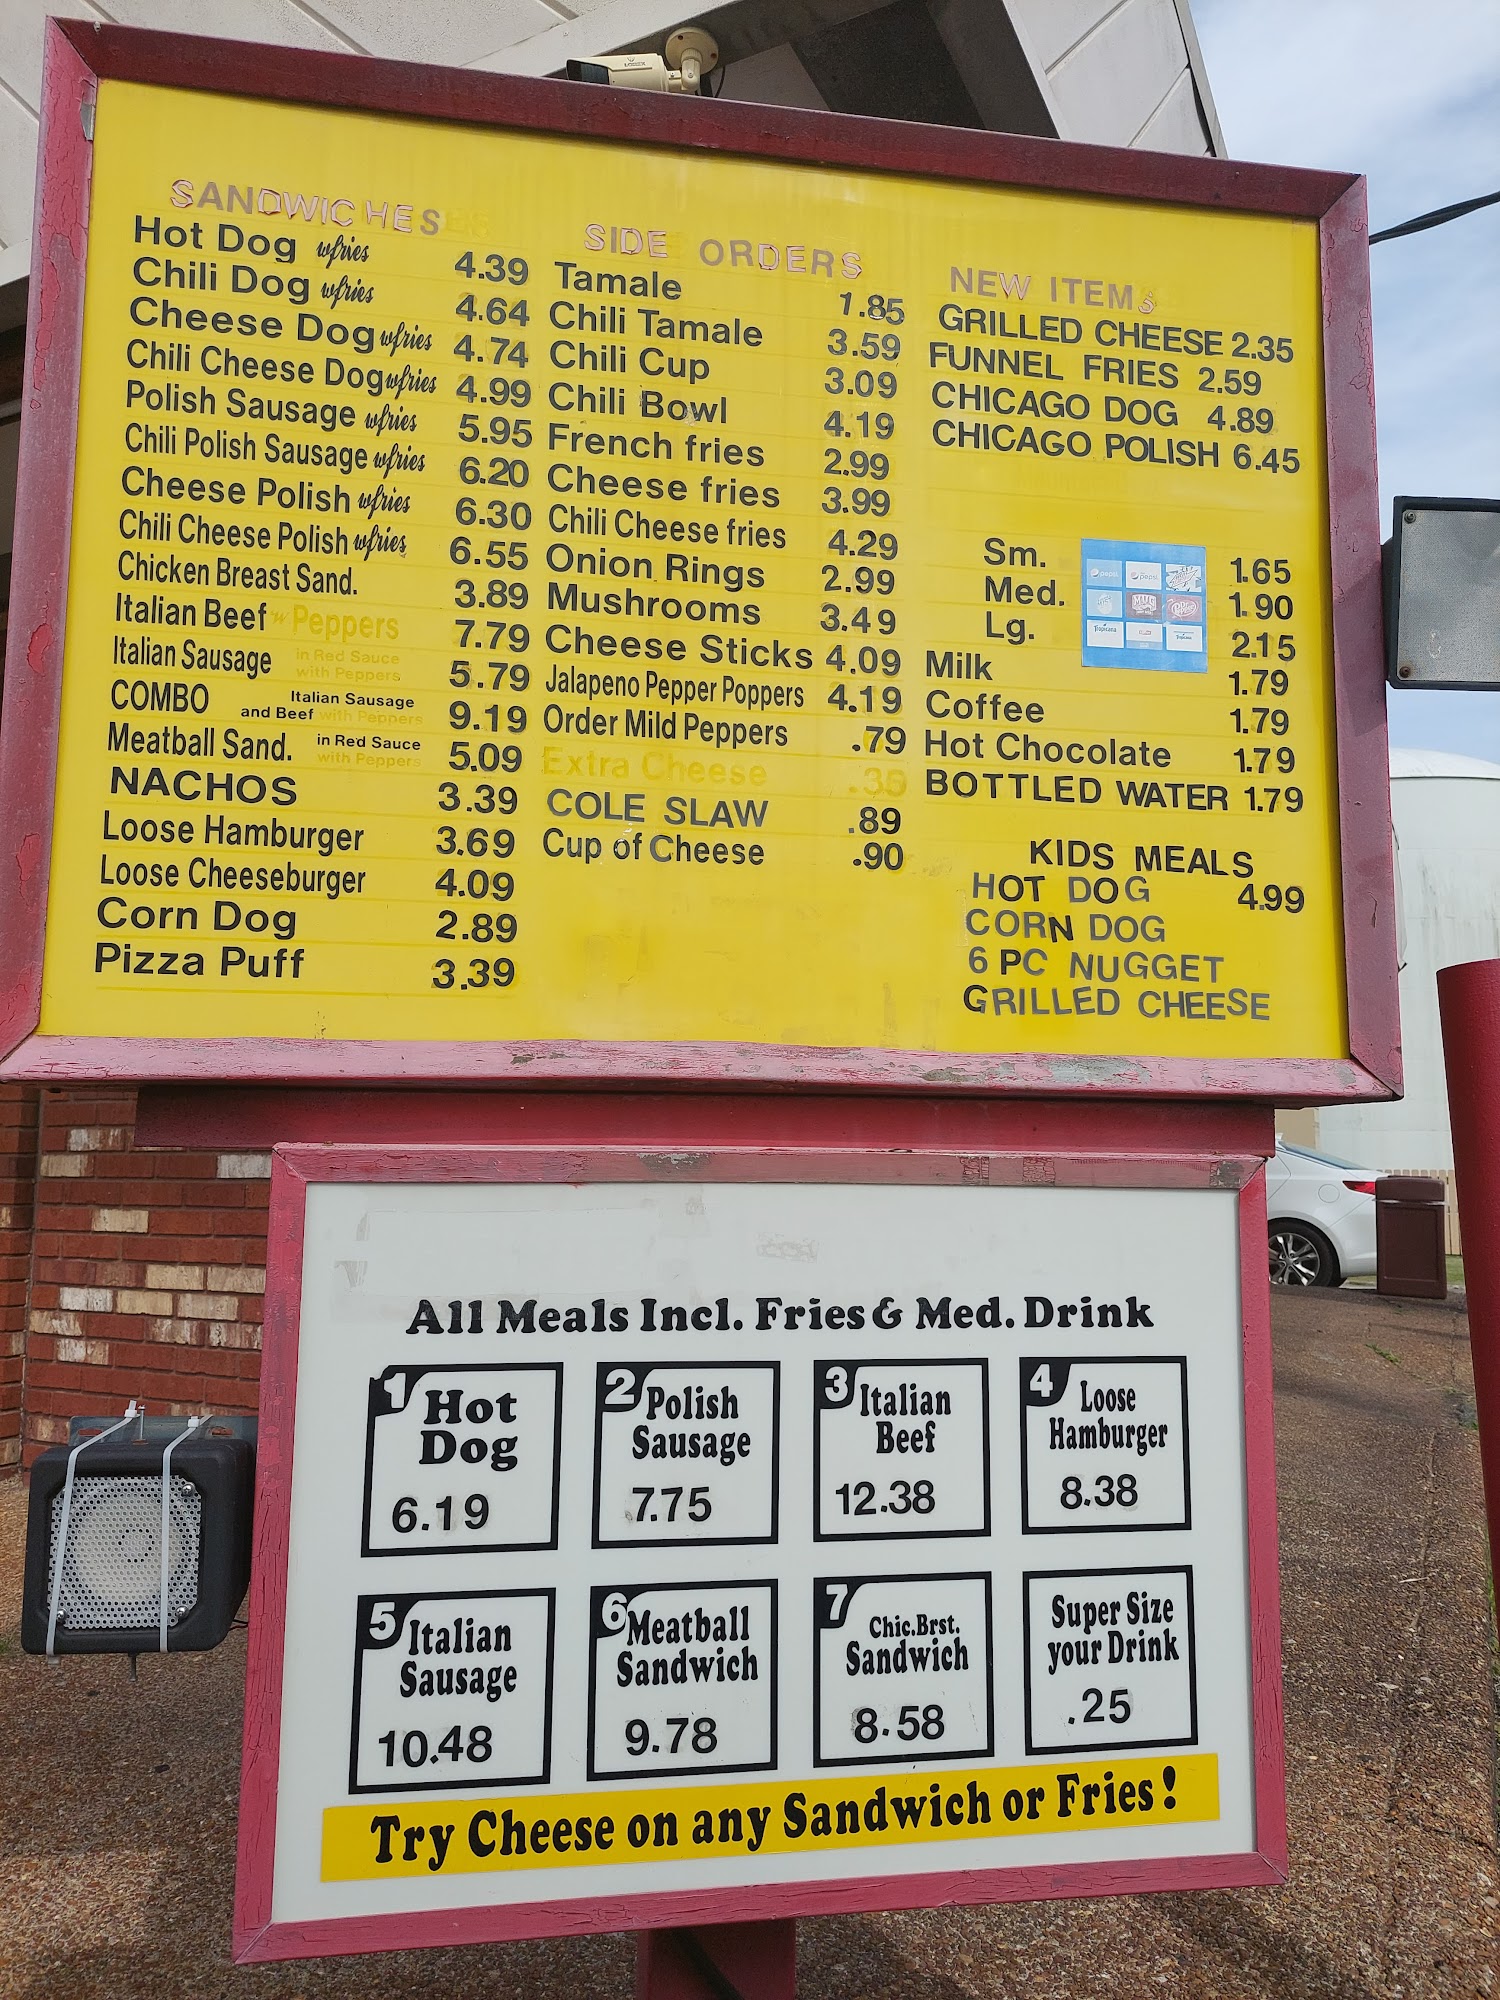 SANDWICHES
Hot Dog w/fries 4.39
Chili Dog w/fries 4.64
Cheese Dog w/fries 4.74
Chili Cheese Dog w/fries 4.99
Polish Sausage w/fries 5.95
Chili Polish Sausage w/fries 6.20
Cheese Polish w/fries 6.30
Chili Cheese Polish w/fries 6.55
Chicken Breast Sand. 3.89
Italian Beef w Peppers 7.79
Italian Sausage in Red Sauce with Peppers 5.79
COMBO Italian Sausage and Beef with Peppers 9.19
Meatball Sand. in Red Sauce with Peppers 5.09
NACHOS 3.39
Loose Hamburger 3.69
Loose Cheeseburger 4.09
Corn Dog 2.89
Pizza Puff 3.39
SIDE ORDERS
Tamale 1.85
Chili Tamale 3.59
Chili Cup 3.09
Chili Bowl 4.19
French fries 2.99
Cheese fries 3.99
Chili Cheese fries 4.29
Onion Rings 2.99
Mushrooms 3.49
Cheese Sticks 4.09
Jalapeno Pepper Poppers 4.19
Order Mild Peppers .79
Extra Cheese .35
COLE SLAW .89
Cup of Cheese .90
NEW ITEMS
GRILLED CHEESE 2.35
FUNNEL FRIES 2.59
CHICAGO DOG 4.89
CHICAGO POLISH 6.45
Sm. 1.65
Med. 1.90
Lg. 2.15
pepsi pepsi
MUG
Tropicana
Milk 1.79
Coffee 1.79
Hot Chocolate 1.79
BOTTLED WATER 1.79
KIDS MEALS
HOT DOG 4.99
CORN DOG
6 PC NUGGET
GRILLED CHEESE
All Meals Incl. Fries & Med. Drink
1 Hot
Dog
6.19
2 Polish
Sausage
7.75
3 Italian
Beef
12.38
4 Loose
Hamburger
8.38
5 Italian
Sausage
10.48
6 Meatball
Sandwich
9.78
7 Chic.Brst.
Sandwich
8.58
Super Size
your Drink
.25
Try Cheese on any Sandwich or Fries!